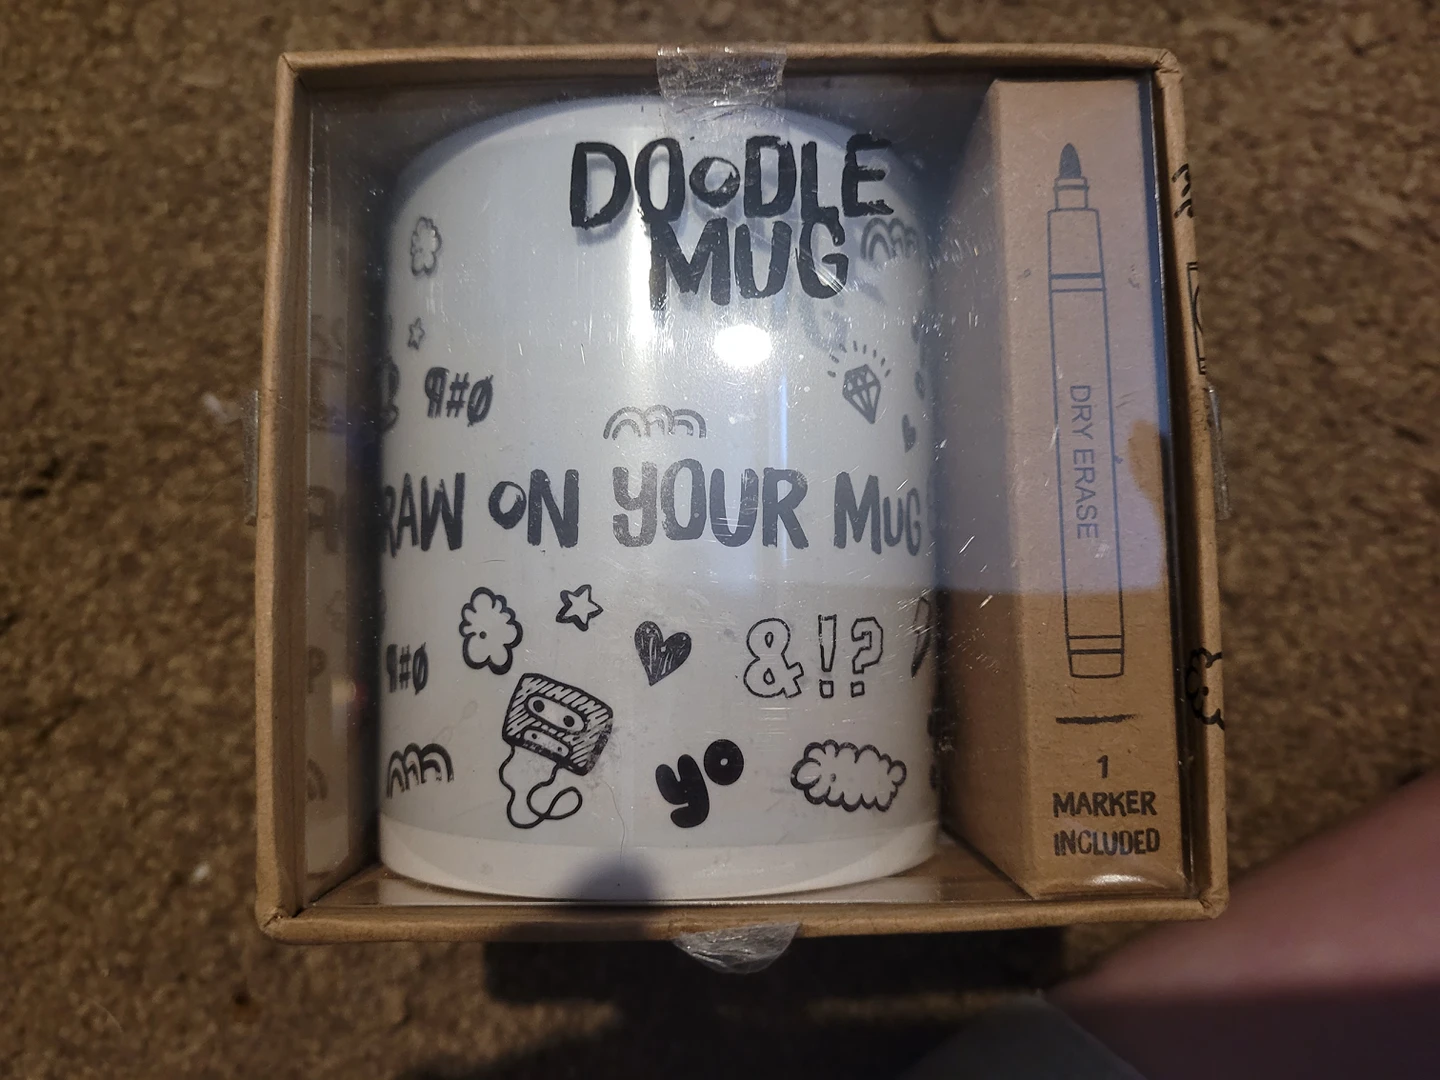 DOODLE
MUG
¶#Ø
RAW ON YOUR MUG
#Ø
&!?
yo
DRY ERASE
1
MARKER
INCLUDED